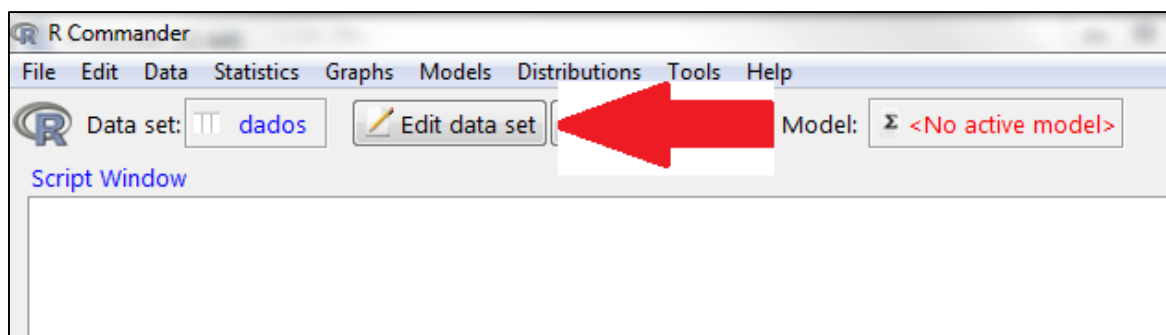 R Commander
File Edit Data Statistics Graphs Models Distributions Tools Help
R Data set: dados Edit data set Model: Σ <No active model>
Script Window